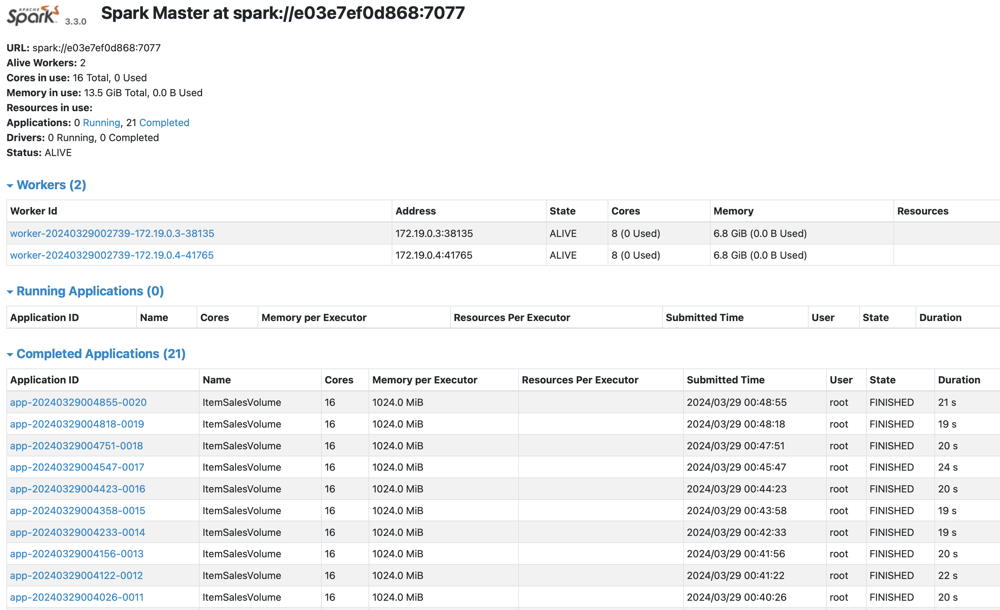 APACHE
Spark 3.3.0 Spark Master at spark://e03e7ef0d868:7077
URL: spark://e03e7ef0d868:7077
Alive Workers: 2
Cores in use: 16 Total, 0 Used
Memory in use: 13.5 GiB Total, 0.0 B Used
Resources in use:
Applications: 0 Running, 21 Completed
Drivers: 0 Running, 0 Completed
Status: ALIVE
Workers (2)
Worker Id Address State Cores Memory Resources
worker-20240329002739-172.19.0.3-38135 172.19.0.3:38135 ALIVE 8 (0 Used) 6.8 GiB (0.0 B Used)
worker-20240329002739-172.19.0.4-41765 172.19.0.4:41765 ALIVE 8 (0 Used) 6.8 GiB (0.0 B Used)
Running Applications (0)
Application ID Name Cores Memory per Executor Resources Per Executor Submitted Time User State Duration
Completed Applications (21)
Application ID Name Cores Memory per Executor Resources Per Executor Submitted Time User State Duration
app-20240329004855-0020 ItemSalesVolume 16 1024.0 MiB 2024/03/29 00:48:55 root FINISHED 21 s
app-20240329004818-0019 ItemSalesVolume 16 1024.0 MiB 2024/03/29 00:48:18 root FINISHED 19 s
app-20240329004751-0018 ItemSalesVolume 16 1024.0 MiB 2024/03/29 00:47:51 root FINISHED 20 s
app-20240329004547-0017 ItemSalesVolume 16 1024.0 MiB 2024/03/29 00:45:47 root FINISHED 24 s
app-20240329004423-0016 ItemSalesVolume 16 1024.0 MiB 2024/03/29 00:44:23 root FINISHED 20 s
app-20240329004358-0015 ItemSalesVolume 16 1024.0 MiB 2024/03/29 00:43:58 root FINISHED 19 s
app-20240329004233-0014 ItemSalesVolume 16 1024.0 MiB 2024/03/29 00:42:33 root FINISHED 19 s
app-20240329004156-0013 ItemSalesVolume 16 1024.0 MiB 2024/03/29 00:41:56 root FINISHED 20 s
app-20240329004122-0012 ItemSalesVolume 16 1024.0 MiB 2024/03/29 00:41:22 root FINISHED 22 s
app-20240329004026-0011 ItemSalesVolume 16 1024.0 MiB 2024/03/29 00:40:26 root FINISHED 20 s